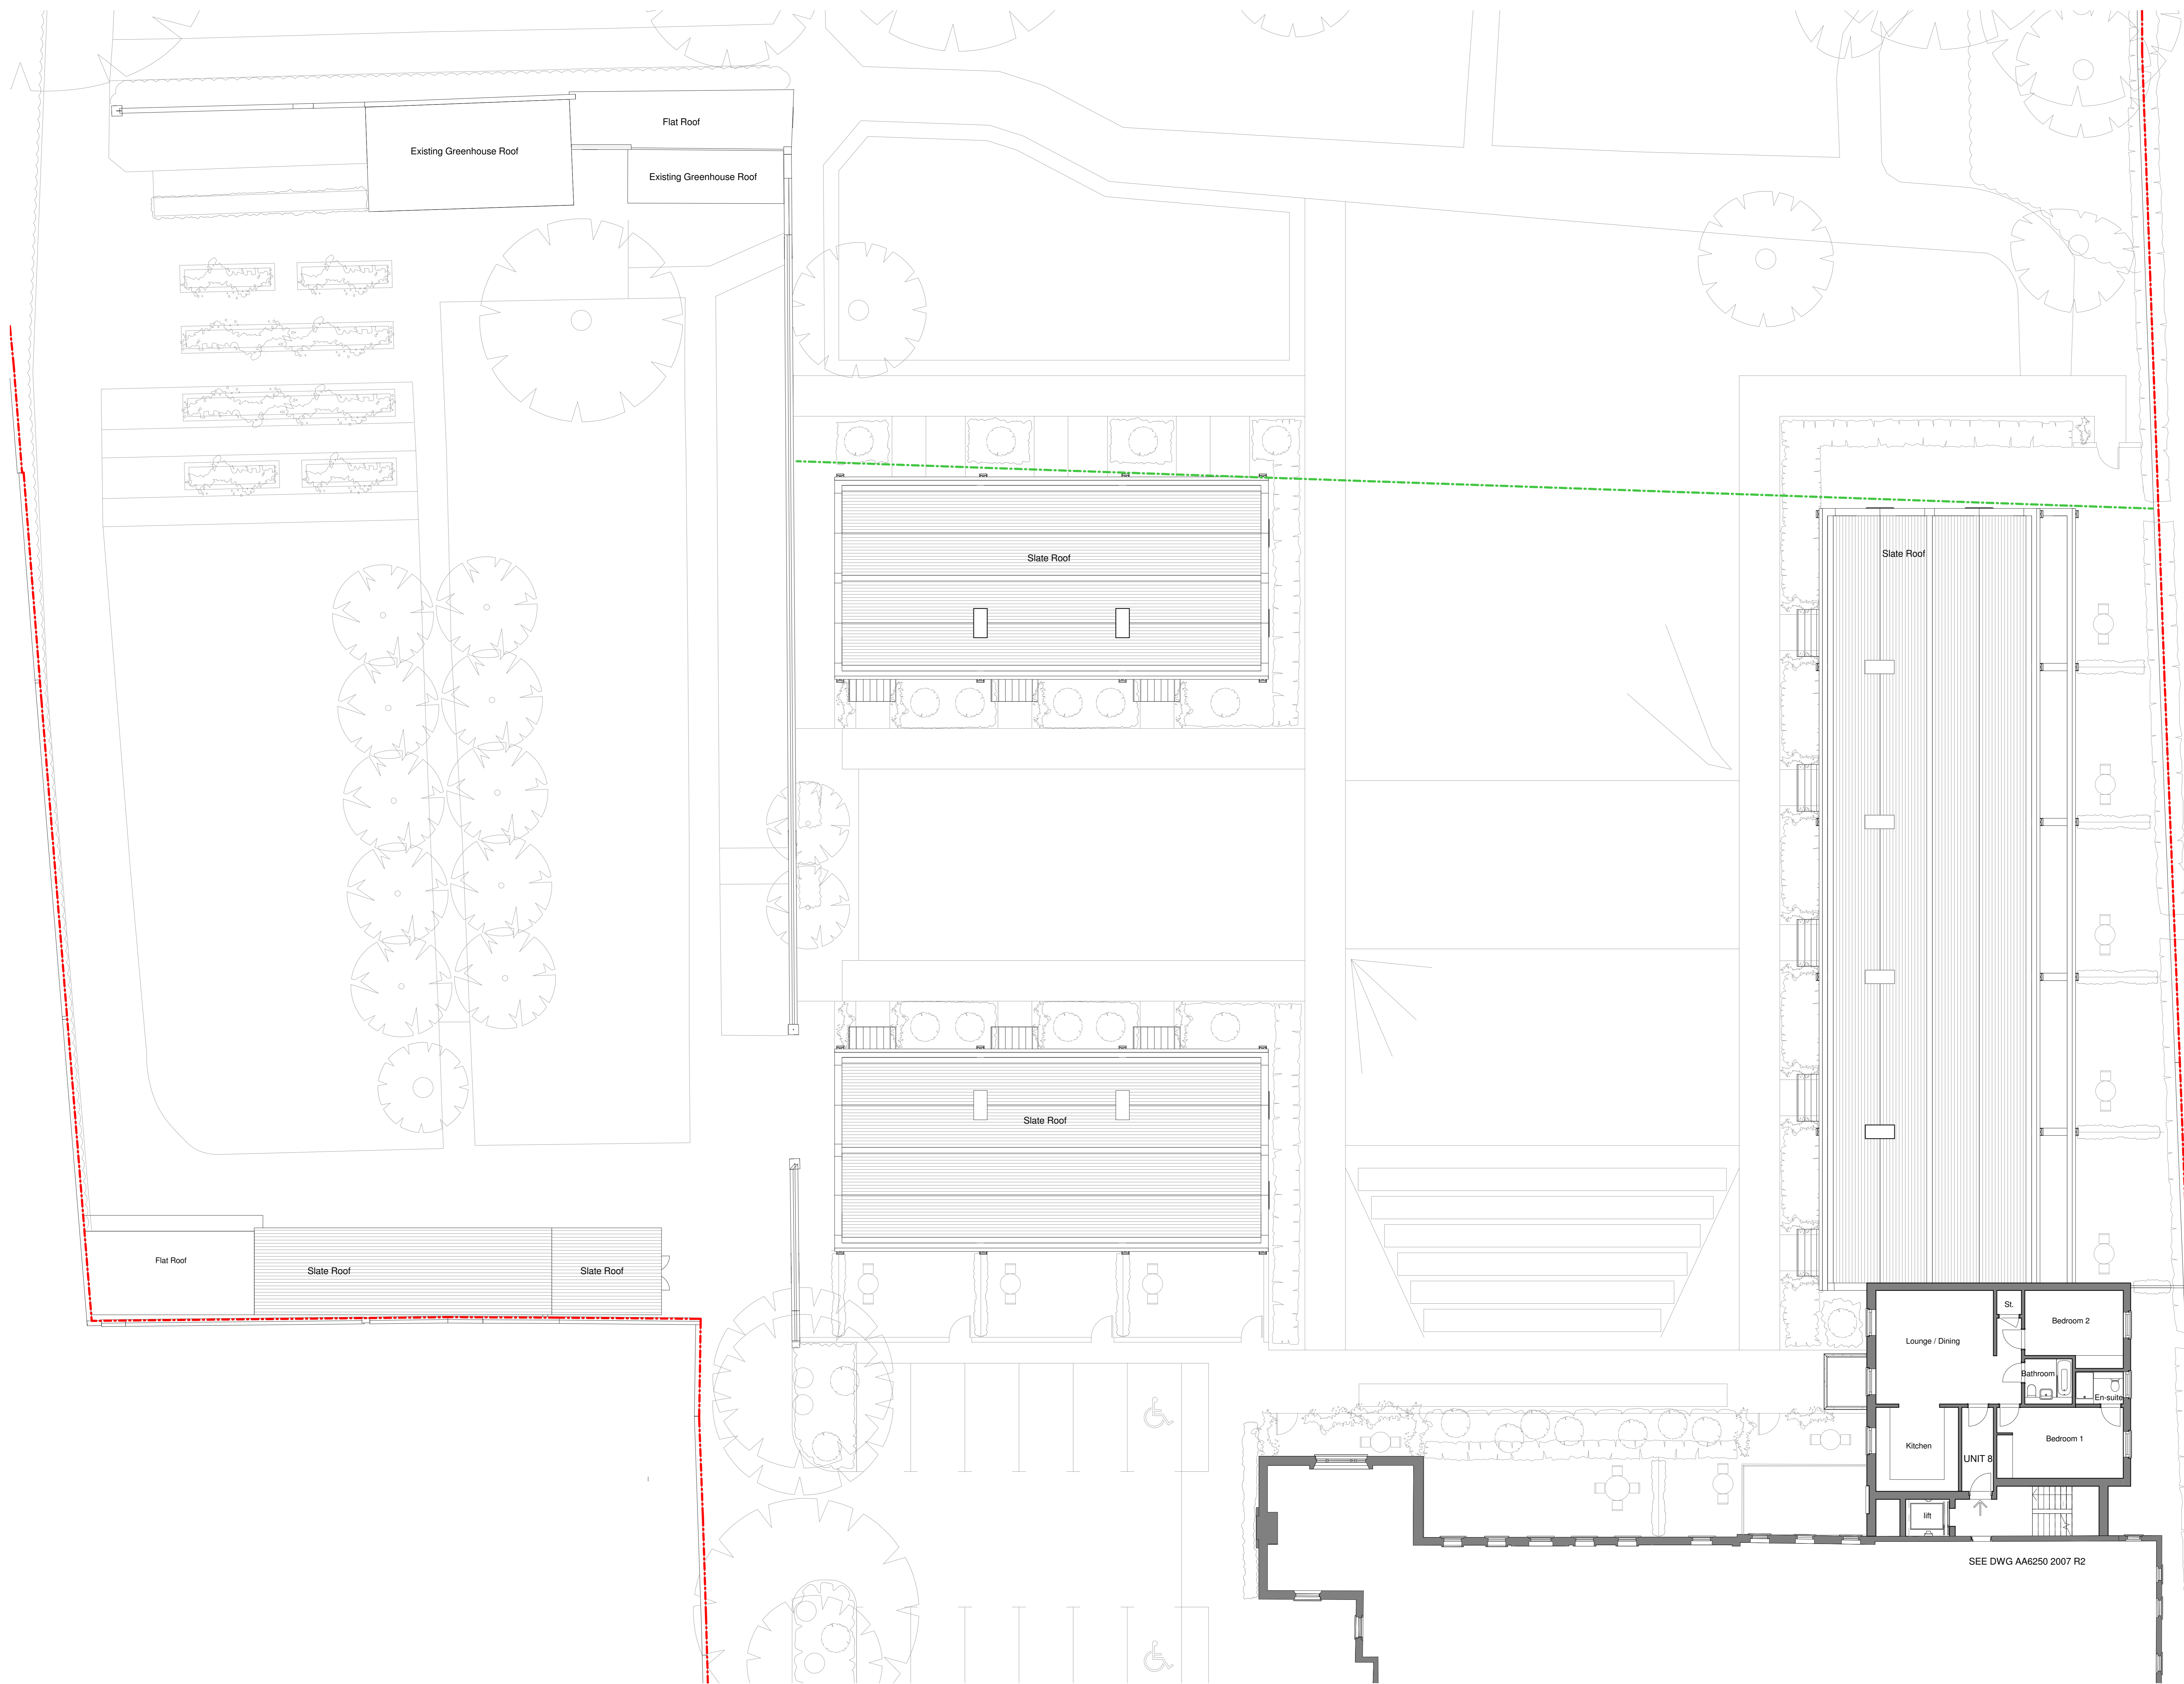 Flat Roof
Existing Greenhouse Roof
Existing Greenhouse Roof
Slate Roof
Slate Roof
Slate Roof
Flat Roof
Slate Roof
Slate Roof
St.
Bedroom 2
Lounge / Dining
Bathroom
En-suite
Bedroom 1
Kitchen
UNIT 8
lift
SEE DWG AA6250 2007 R2